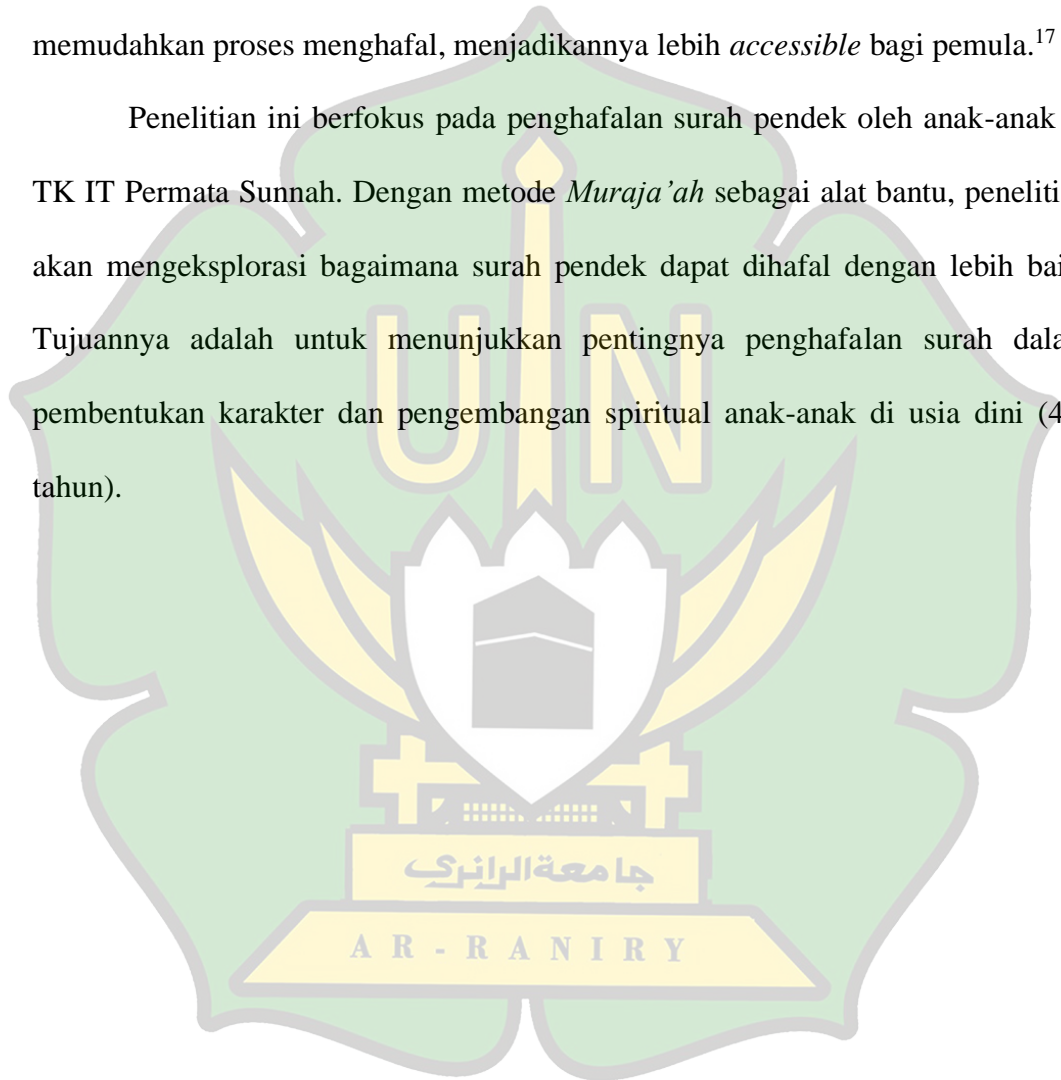 memudahkan proses menghafal, menjadikannya lebih accessible bagi pemula.17
Penelitian ini berfokus pada penghafalan surah pendek oleh anak-anak
TK IT Permata Sunnah. Dengan metode Muraja’ah sebagai alat bantu, peneliti
akan mengeksplorasi bagaimana surah pendek dapat dihafal dengan lebih bai
Tujuannya adalah untuk menunjukkan pentingnya penghafalan surah dala
pembentukan karakter dan pengembangan spiritual anak-anak di usia dini (4
tahun).
UIN
جامعةالرانري
AR-RANIRY